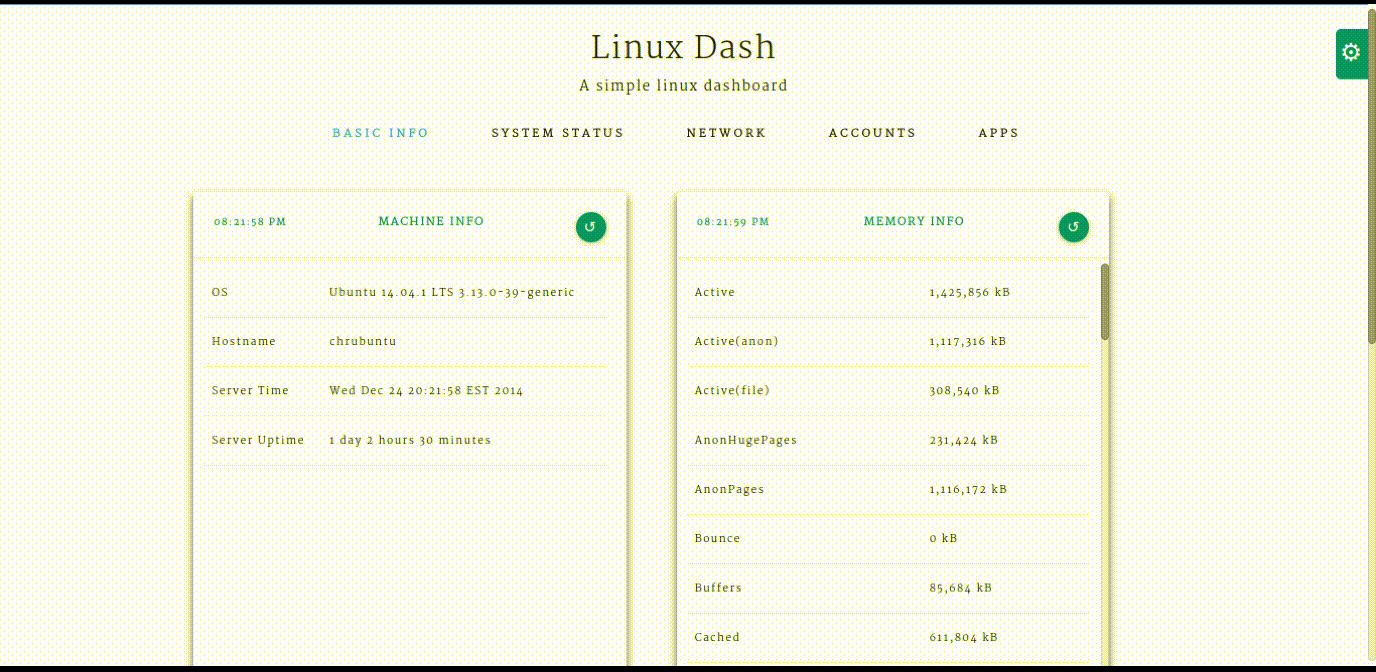 Linux Dash
A simple linux dashboard
BASIC INFO SYSTEM STATUS NETWORK ACCOUNTS APPS
08:21:58 PM MACHINE INFO
OS Ubuntu 14.04.1 LTS 3.13.0-39-generic
Hostname chrubuntu
Server Time Wed Dec 24 20:21:58 EST 2014
Server Uptime 1 day 2 hours 30 minutes
08:21:59 PM MEMORY INFO
Active 1,425,856 kB
Active(anon) 1,117,316 kB
Active(file) 308,540 kB
AnonHugePages 231,424 kB
AnonPages 1,116,172 kB
Bounce 0 kB
Buffers 85,684 kB
Cached 611,804 kB